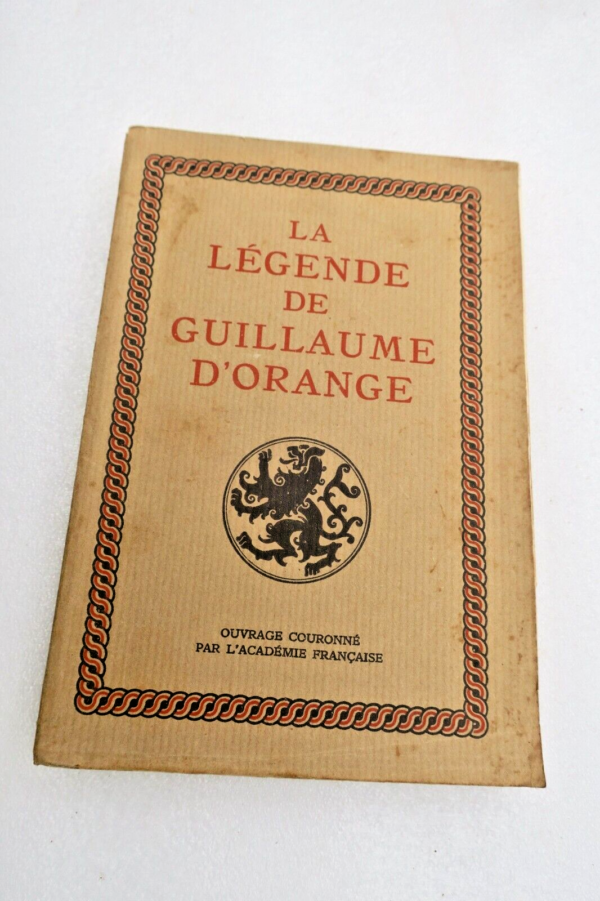 LA
LÉGENDE
DE
GUILLAUME
D'ORANGE
OUVRAGE COURONNÉ
PAR L'ACADÉMIE FRANÇAISE